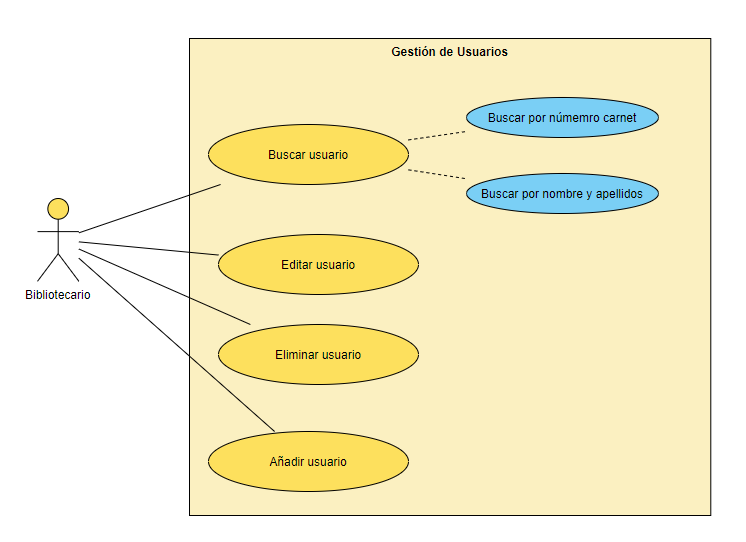 Gestión de Usuarios
Buscar por númemro carnet
Buscar usuario
Buscar por nombre y apellidos
Editar usuario
Bibliotecario
Eliminar usuario
Añadir usuario